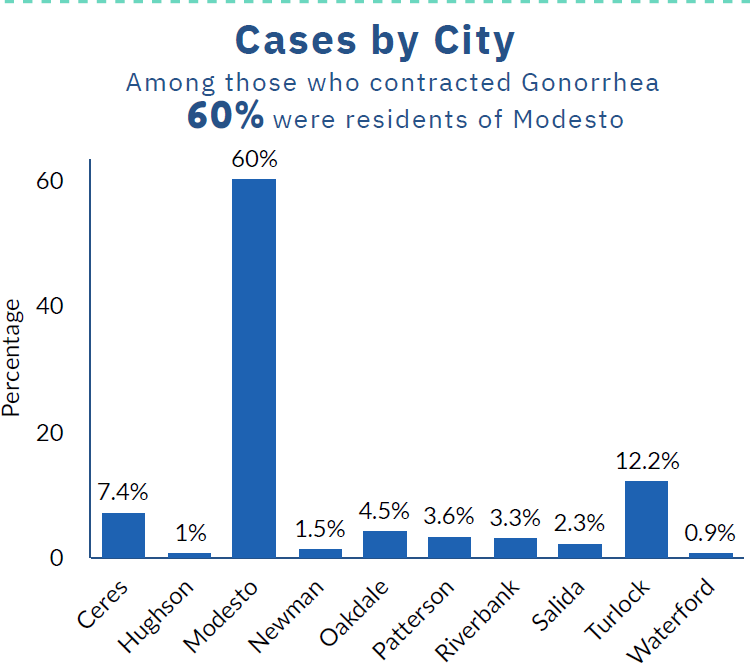 Cases by City
Among those who contracted Gonorrhea
60% were residents of Modesto
Percentage
60
40
20
0
7.4%
1%
60%
1.5%
4.5%
3.6%
3.3%
2.3%
12.2%
0.9%
Ceres
Hughson
Modesto
Newman
Oakdale
Patterson
Riverbank
Salida
Turlock
Waterford